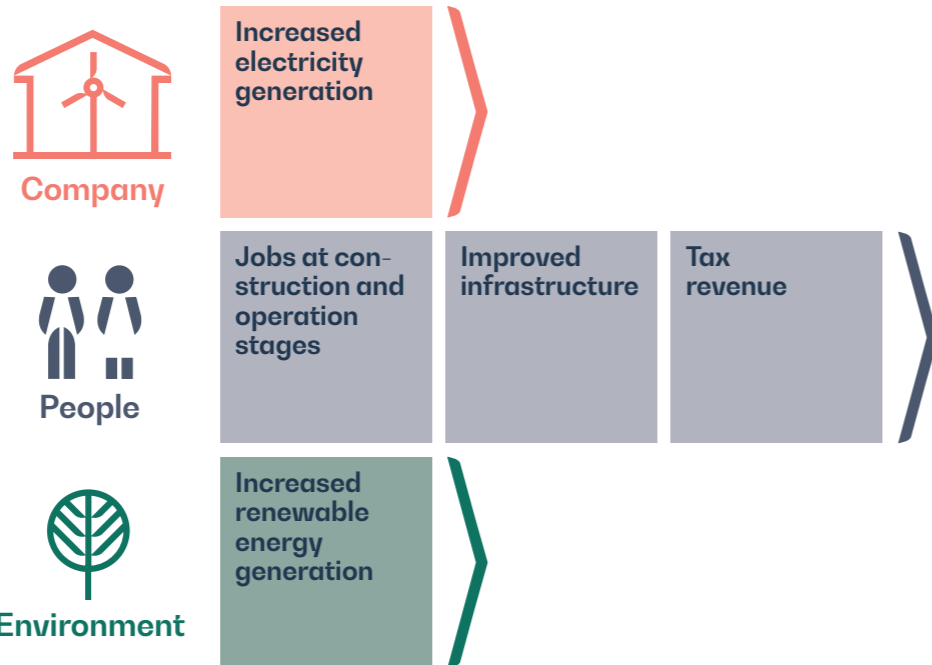 Increased
electricity
generation
Company
Jobs at con-
struction and
operation
stages
Improved
infrastructure
Tax
revenue
People
Increased
renewable
energy
generation
Environment